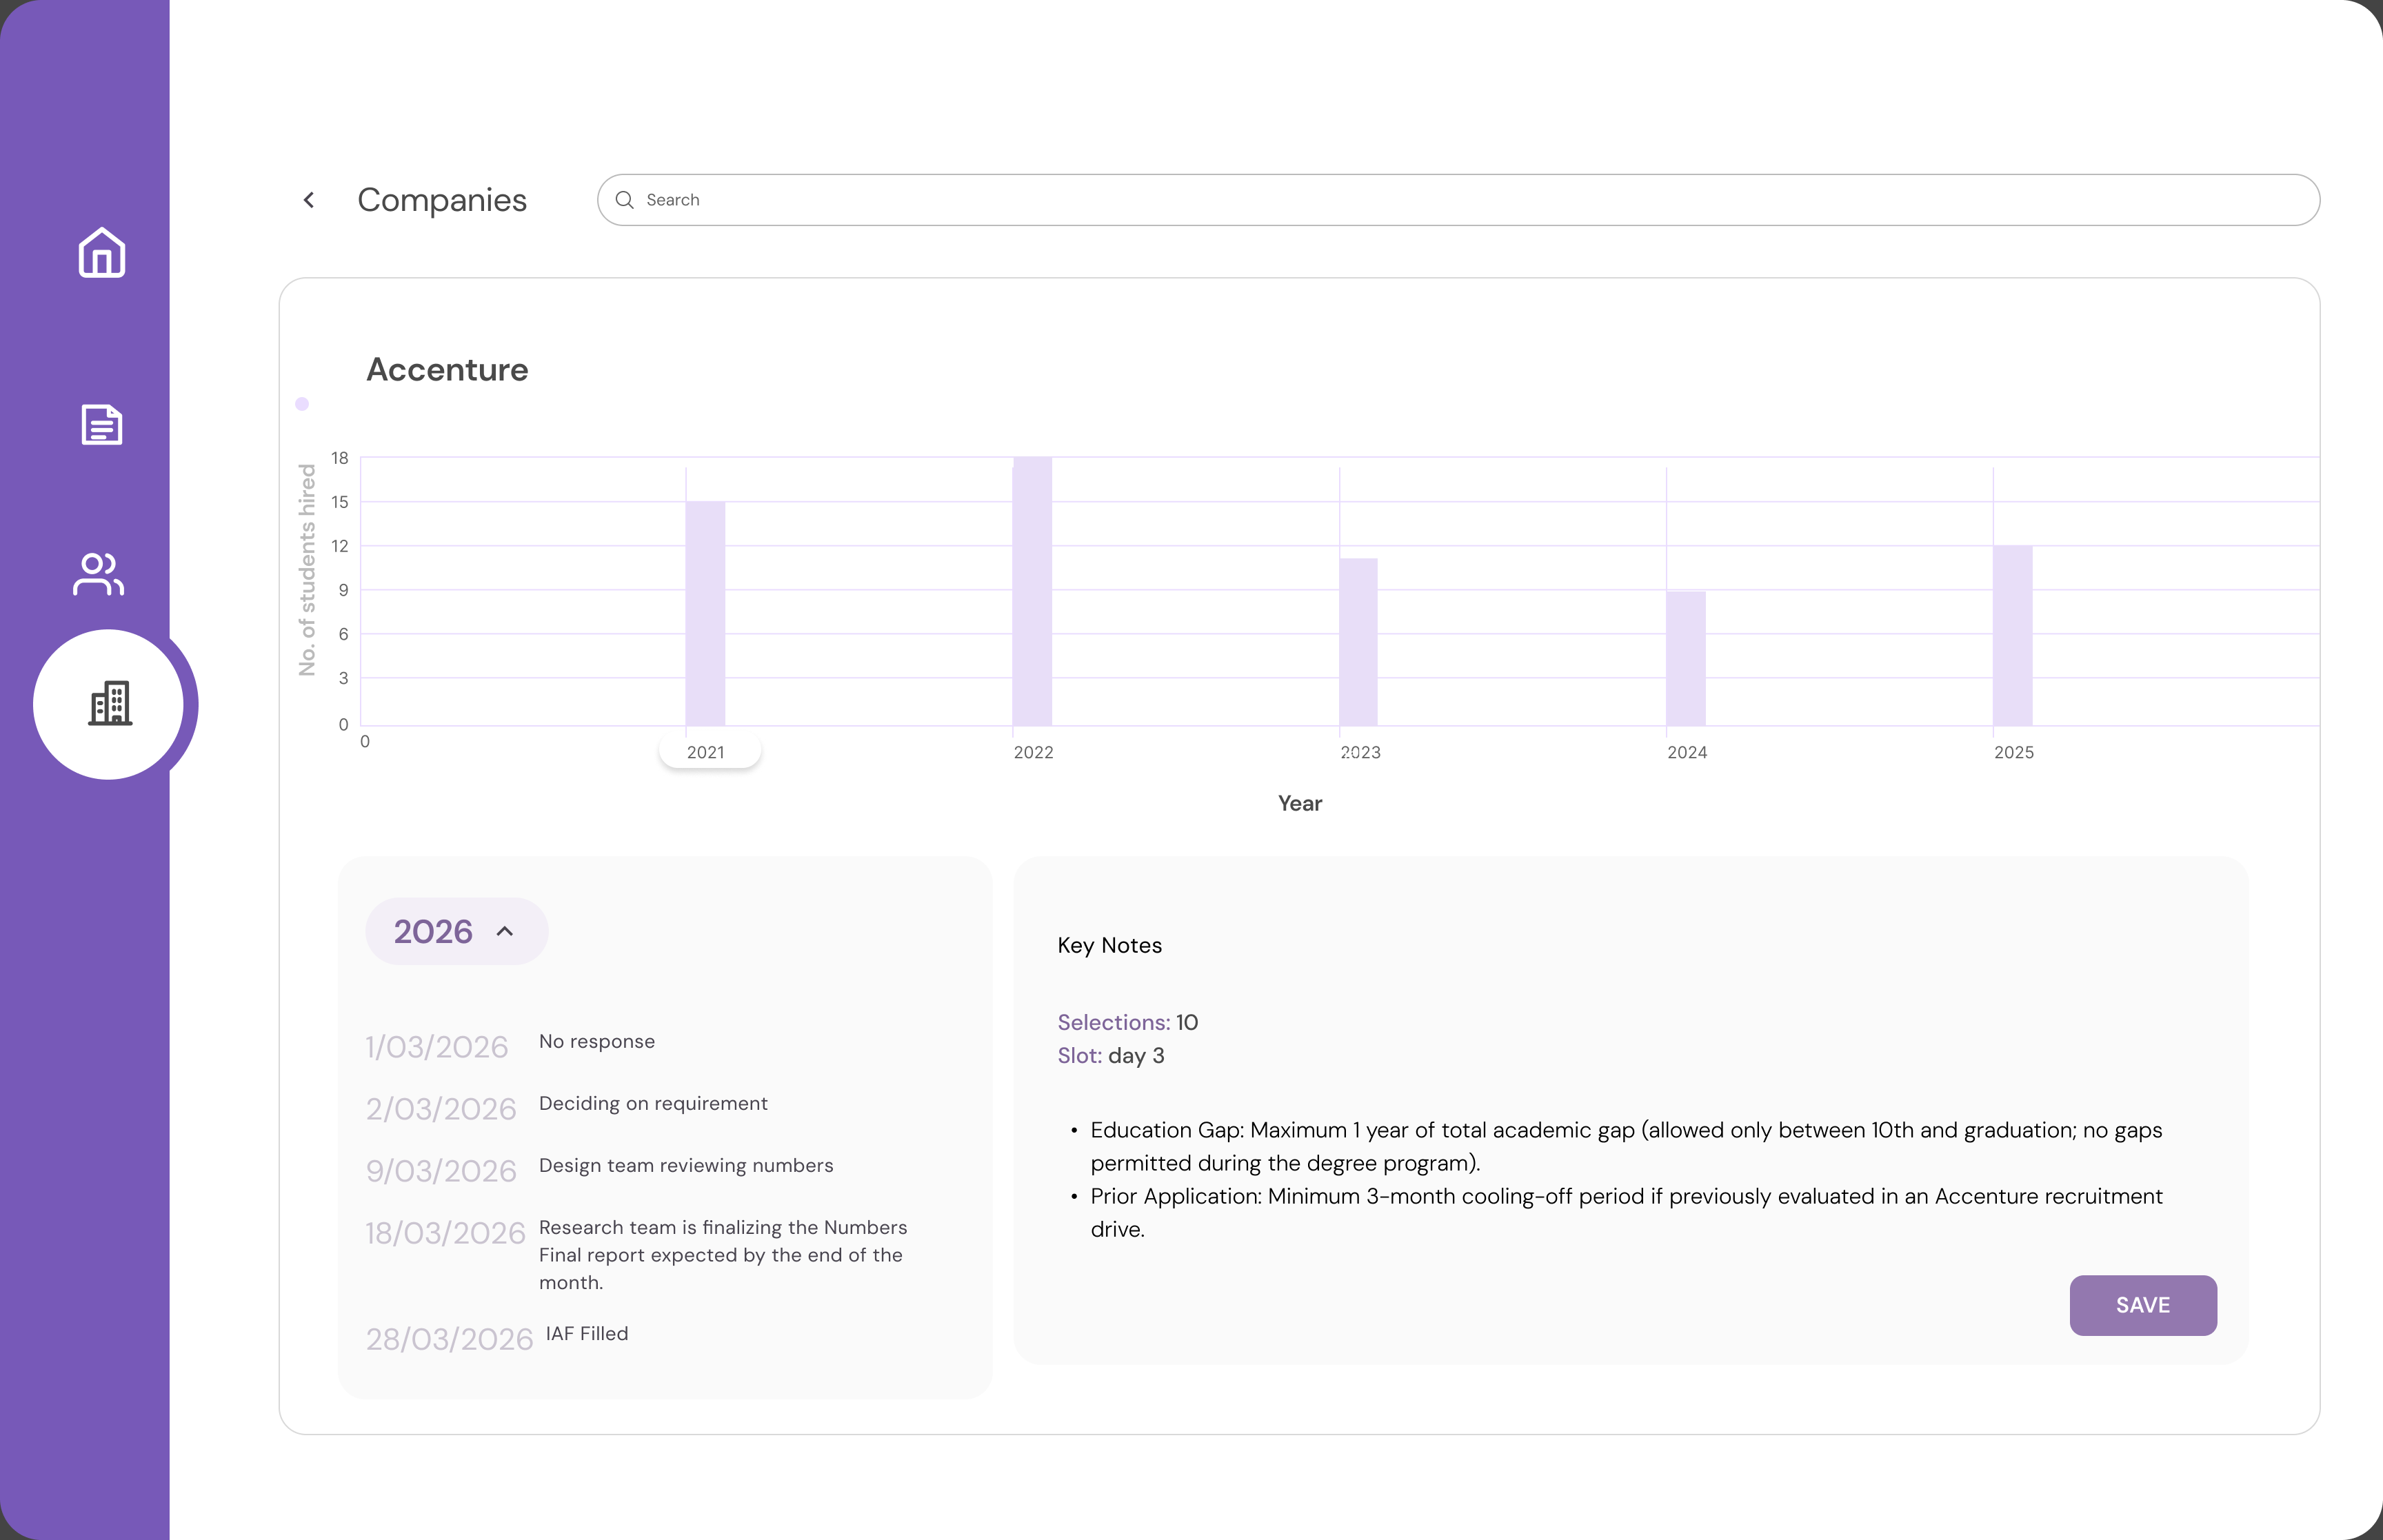 Companies
Search
Accenture
No. of students hired
18
15
12
9
6
3
0
0
2021
2022
2023
2024
2025
Year
2026
1/03/2026 No response
2/03/2026 Deciding on requirement
9/03/2026 Design team reviewing numbers
18/03/2026 Research team is finalizing the Numbers
Final report expected by the end of the
month.
28/03/2026 IAF Filled
Key Notes
Selections: 10
Slot: day 3
• Education Gap: Maximum 1 year of total academic gap (allowed only between 10th and graduation; no gaps
permitted during the degree program).
• Prior Application: Minimum 3-month cooling-off period if previously evaluated in an Accenture recruitment
drive.
SAVE